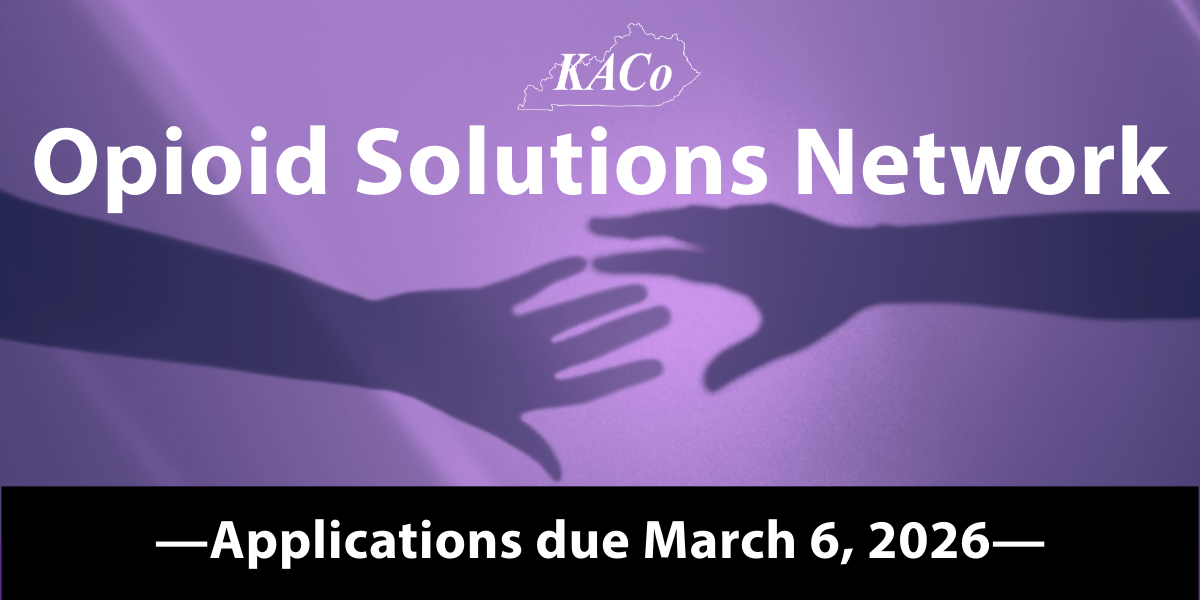 KACo
Opioid Solutions Network
—Applications due March 6, 2026—